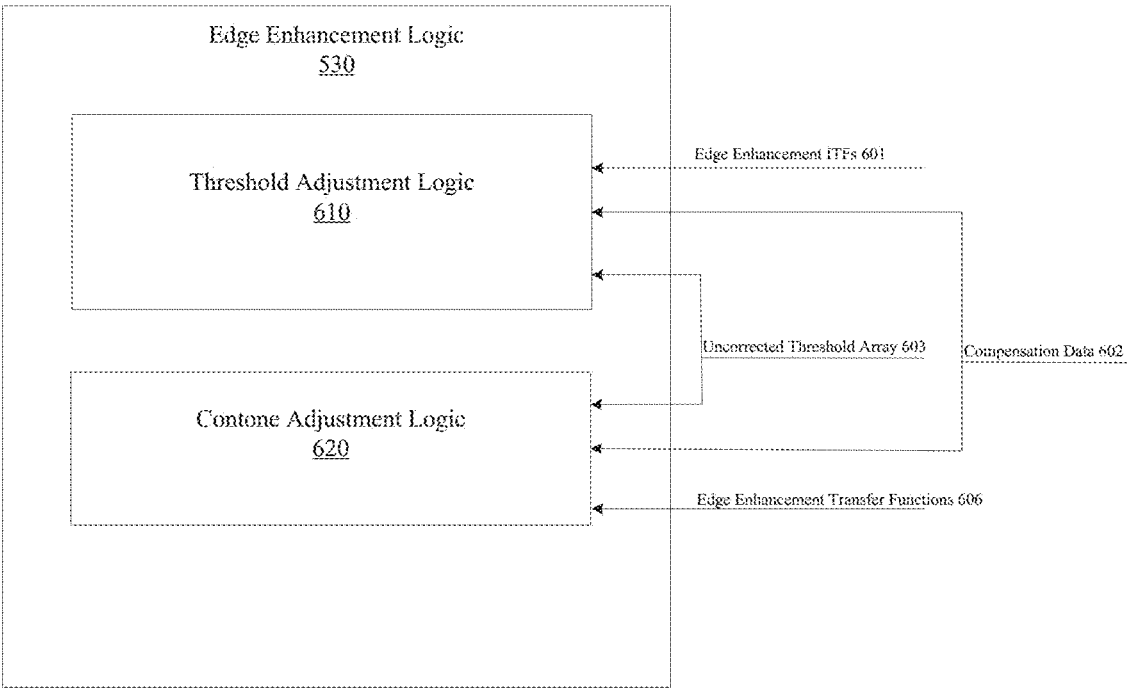 Edge Enhancement Logic
530
Edge Enhancement ITFs 601
Threshold Adjustment Logic
610
Uncorrected Threshold Array 603
Compensation Data 602
Contone Adjustment Logic
620
Edge Enhancement Transfer Functions 606